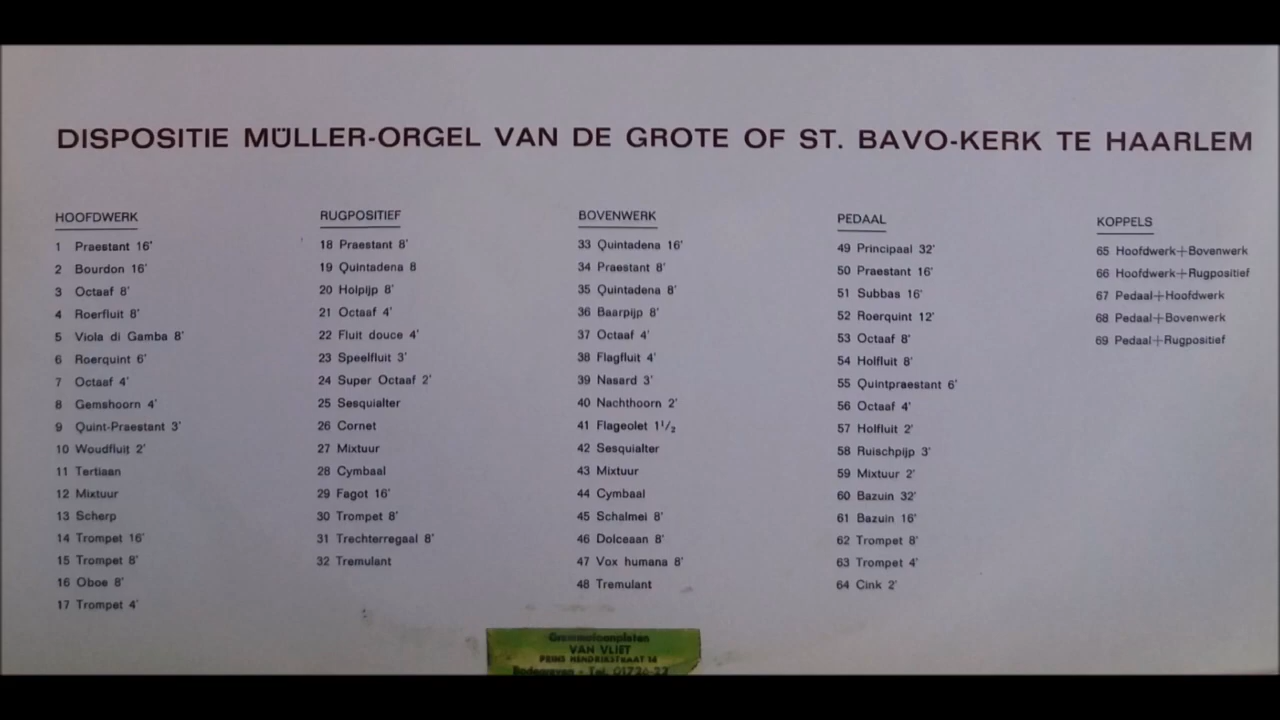 DISPOSITIE MÜLLER-ORGEL VAN DE GROTE OF ST. BAVO-KERK TE HAARLEM
HOOFDWERK
1 Praestant 16'
2 Bourdon 16'
3 Octaaf 8'
4 Roerfluit 8'
5 Viola di Gamba 8'
6 Roerquint 6'
7 Octaaf 4'
8 Gemshoorn 4'
9 Quint-Praestant 3'
10 Woudfluit 2'
11 Tertiaan
12 Mixtuur
13 Scherp
14 Trompet 16'
15 Trompet 8'
16 Oboe 8'
17 Trompet 4'
RUGPOSITIEF
18 Praestant 8'
19 Quintadena 8
20 Holpijp 8'
21 Octaaf 4'
22 Fluit douce 4'
23 Speelfluit 3'
24 Super Octaaf 2'
25 Sesquialter
26 Cornet
27 Mixtuur
28 Cymbaal
29 Fagot 16'
30 Trompet 8'
31 Trechterregaal 8'
32 Tremulant
BOVENWERK
33 Quintadena 16'
34 Praestant 8'
35 Quintadena 8'
36 Baarpijp 8'
37 Octaaf 4'
38 Flagfluit 4'
39 Nasard 3'
40 Nachthoorn 2'
41 Flageolet 1 1/2
42 Sesquialter
43 Mixtuur
44 Cymbaal
45 Schalmei 8'
46 Dolceaan 8'
47 Vox humana 8'
48 Tremulant
PEDAAL
49 Principaal 32'
50 Praestant 16'
51 Subbas 16'
52 Roerquint 12'
53 Octaaf 8'
54 Holfluit 8'
55 Quintpraestant 6'
56 Octaaf 4'
57 Holfluit 2'
58 Ruischpijp 3'
59 Mixtuur 2'
60 Bazuin 32'
61 Bazuin 16'
62 Trompet 8'
63 Trompet 4'
64 Cink 2'
KOPPELS
65 Hoofdwerk+Bovenwerk
66 Hoofdwerk+Rugpositief
67 Pedaal+Hoofdwerk
68 Pedaal+Bovenwerk
69 Pedaal+Rugpositief
Grammofoonplaten
VAN VLIET
PRINS HENDRIKSTRAAT 14
Bodegraven - Tel.